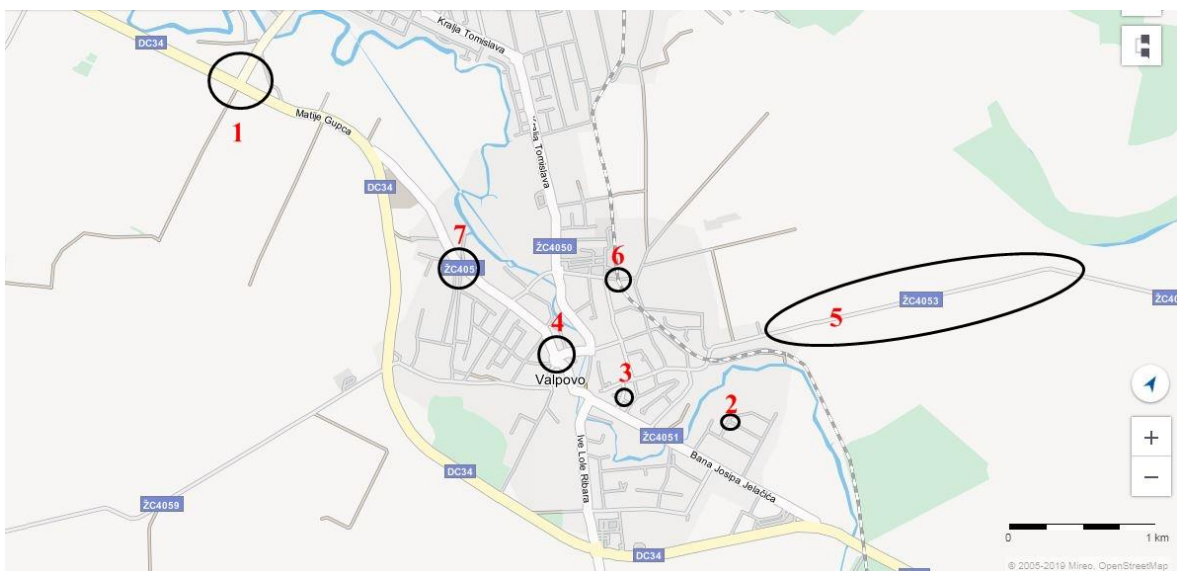 Kralja Tomislava
DC34
1
Matije Gupca
Kralja Tomislava
DC34
7
ŽC4050
6
ŽC405
ŽC4053
5
4
Valpovo
3
2
ŽC4051
Ive Lole Ribara
Bana Josipa Jelačića
DC34
ŽC4059
DC34
+
−
0 1 km
© 2005-2019 Mireo, OpenStreetMap